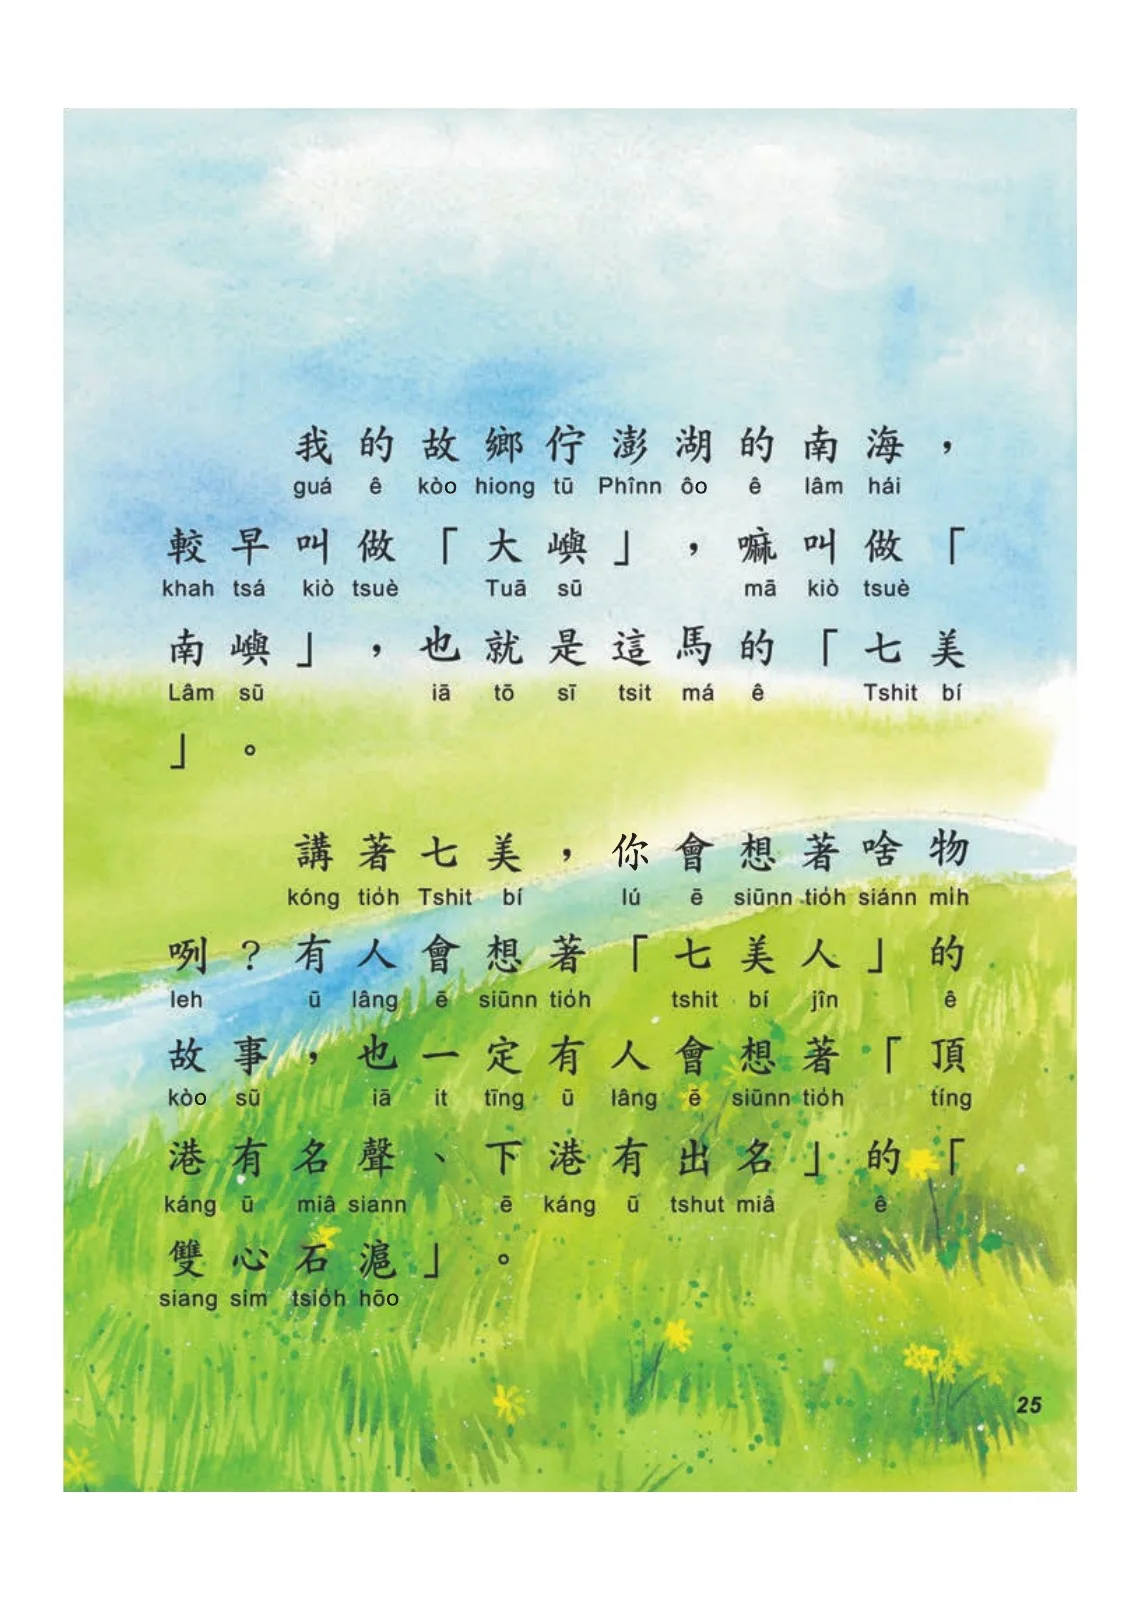 我的故鄉佇澎湖的南海，
guá ê kòo hiong tū Phînn ôo ê lâm hái
較早叫做「大嶼」，嘛叫做「
khah tsá kiò tsuè Tuā sū mā kiò tsuè
南嶼」，也就是這馬的「七美
Lâm sū iā tō sī tsit má ê Tshit bí
」。
講著七美，你會想著啥物
kóng tio̍h Tshit bí lú ē siūnn tio̍h siánn mi̍h
咧？有人會想著「七美人」的
leh ū lâng ē siūnn tio̍h tshit bí jîn ê
故事，也一定有人會想著「頂
kòo sū iā it tīng ū lâng ē siūnn tio̍h tíng
港有名聲、下港有出名」的「
káng ū miâ siann ē káng ū tshut miâ ê
雙心石滬」。
siang sim tsio̍h hōo
25